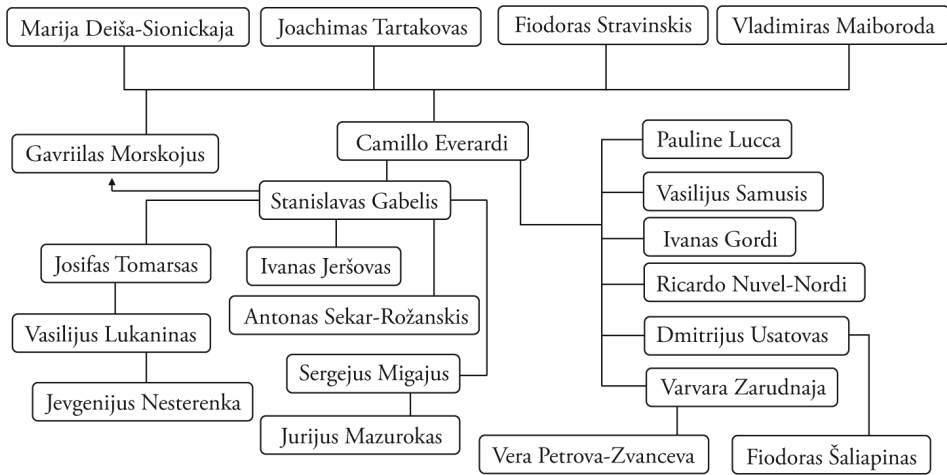 Marija Deiša-Sionickaja
Joachimas Tartakovas
Fiodoras Stravinskis
Vladimiras Maiboroda
Gavriilas Morskojus
Camillo Everardi
Pauline Lucca
Stanislavas Gabelis
Vasilijus Samusis
Josifas Tomarsas
Ivanas Jeršovas
Ivanas Gordi
Ricardo Nuvel-Nordi
Antonas Sekar-Rožanskis
Vasilijus Lukaninas
Dmitrijus Usatovas
Sergejus Migajus
Varvara Zarudnaja
Jevgenijus Nesterenka
Jurijus Mazurokas
Vera Petrova-Zvanceva
Fiodoras Šaliapinas